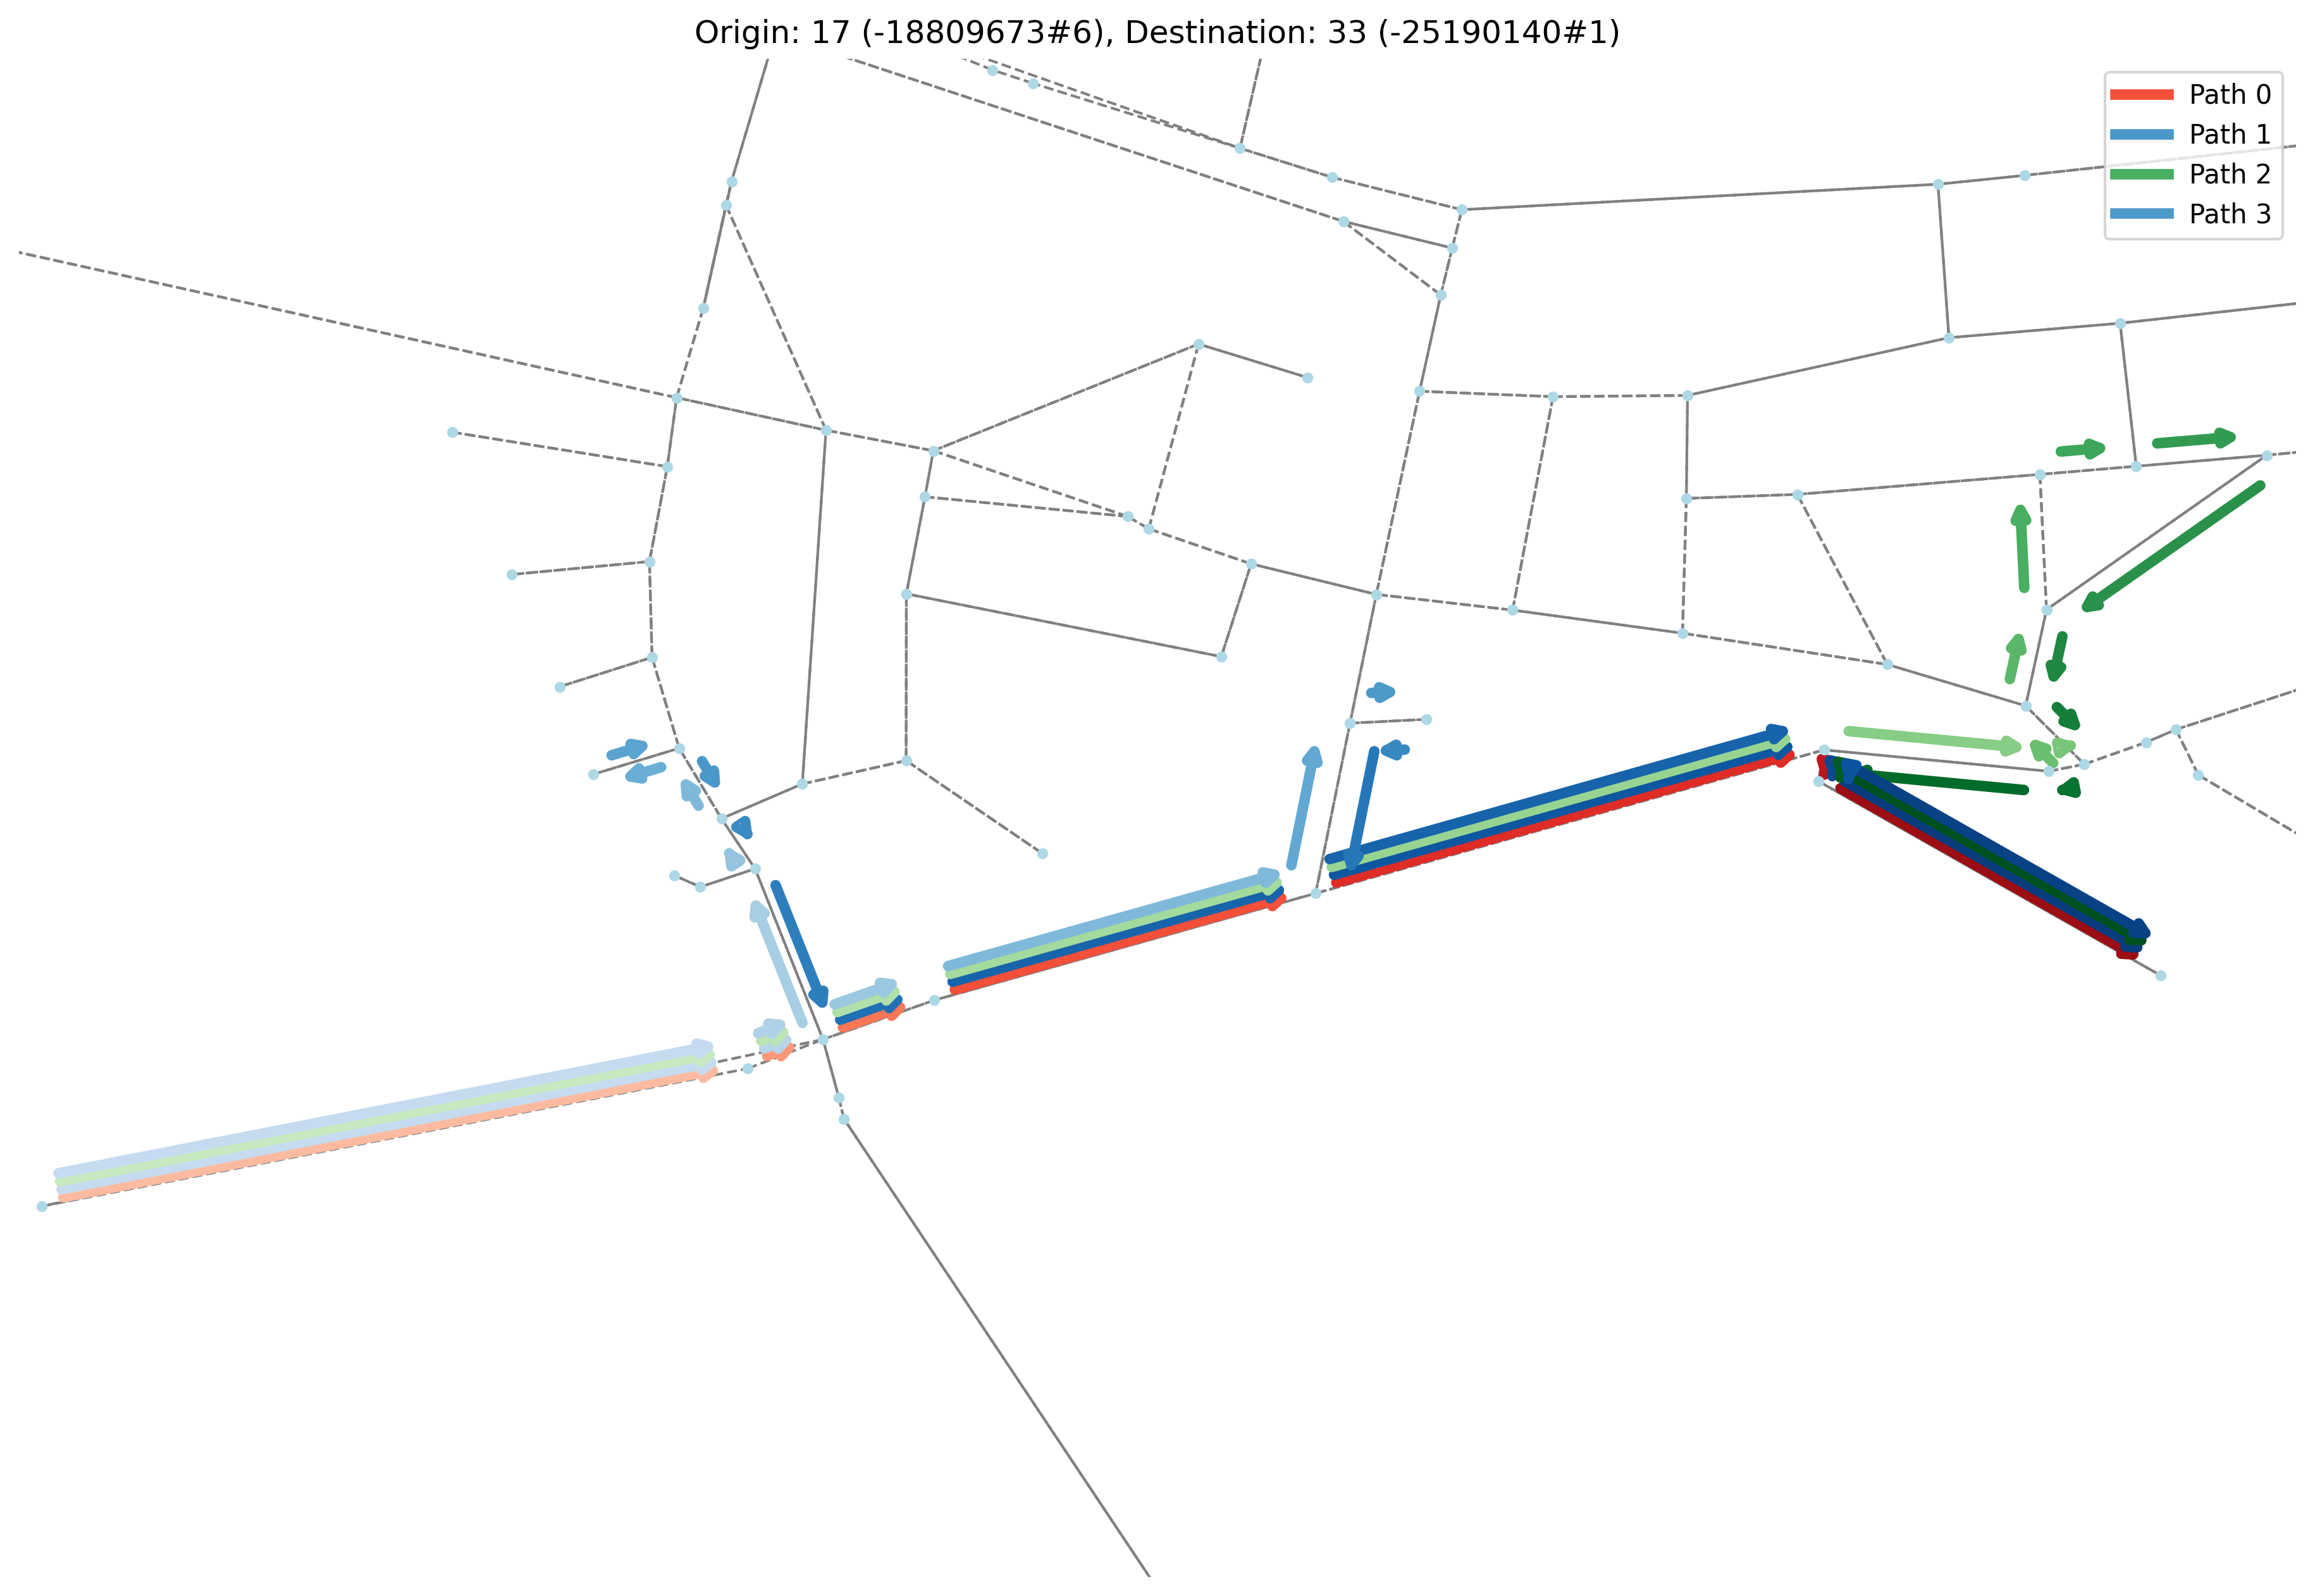 Origin: 17 (-18809673#6), Destination: 33 (-25190140#1)
Path 0
Path 1
Path 2
Path 3